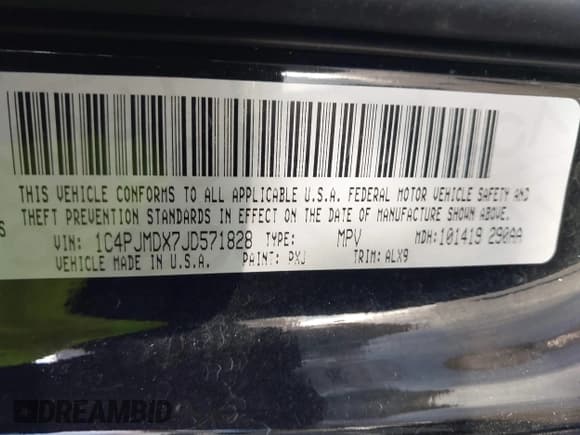 THIS VEHICLE CONFORMS TO ALL APPLICABLE U.S.A. FEDERAL MOTOR VEHICLE SAFETY AND
THEFT PREVENTION STANDARDS IN EFFECT ON THE DATE OF MANUFACTURE SHOWN ABOVE.
S
VIN: 1C4PJMDX7JD571828 TYPE: MPV MDH:101419 290AA
VEHICLE MADE IN U.S.A. PAINT: PXJ TRIM:ALX9
DREAMBID